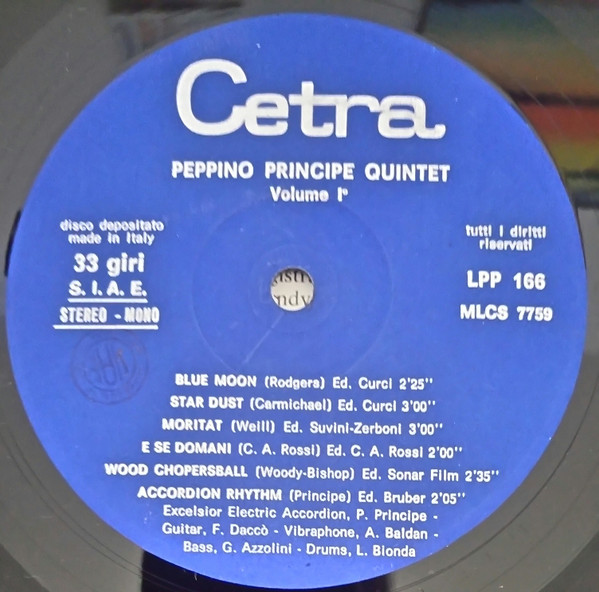 Cetra
PEPPINO PRINCIPE QUINTET
Volume I°
disco depositato
made in Italy
33 giri
S. I. A. E.
STEREO - MONO
tutti i diritti
riservati
LPP 166
MLCS 7759
BLUE MOON (Rodgers) Ed. Curci 2'25''
STAR DUST (Carmichael) Ed. Curci 3'00''
MORITAT (Weill) Ed. Suvini-Zerboni 3'00''
E SE DOMANI (C. A. Rossi) Ed. C. A. Rossi 2'00''
WOOD CHOPERSBALL (Woody-Bishop) Ed. Sonar Film 2'35''
ACCORDION RHYTHM (Principe) Ed. Bruber 2'05''
Excelsior Electric Accordion, P. Principe -
Guitar, F. Daccò - Vibraphone, A. Baldan -
Bass, G. Azzolini - Drums, L. Bionda